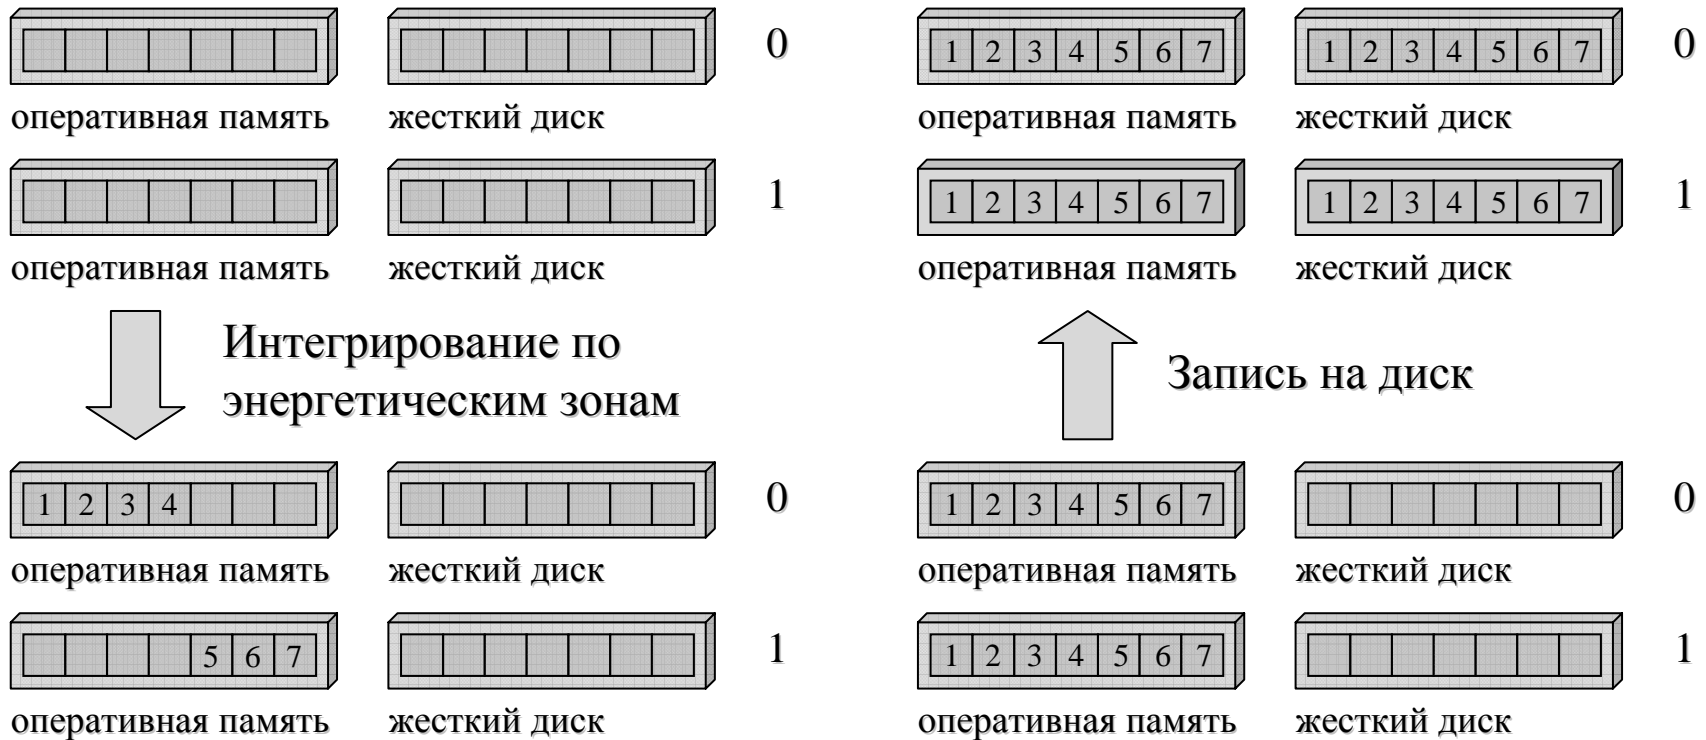 0
оперативная память жесткий диск
1
оперативная память жесткий диск
Интегрирование по
энергетическим зонам
1 2 3 4 0
оперативная память жесткий диск
5 6 7 1
оперативная память жесткий диск
1 2 3 4 5 6 7 1 2 3 4 5 6 7 0
оперативная память жесткий диск
1 2 3 4 5 6 7 1 2 3 4 5 6 7 1
оперативная память жесткий диск
Запись на диск
1 2 3 4 5 6 7 0
оперативная память жесткий диск
1 2 3 4 5 6 7 1
оперативная память жесткий диск